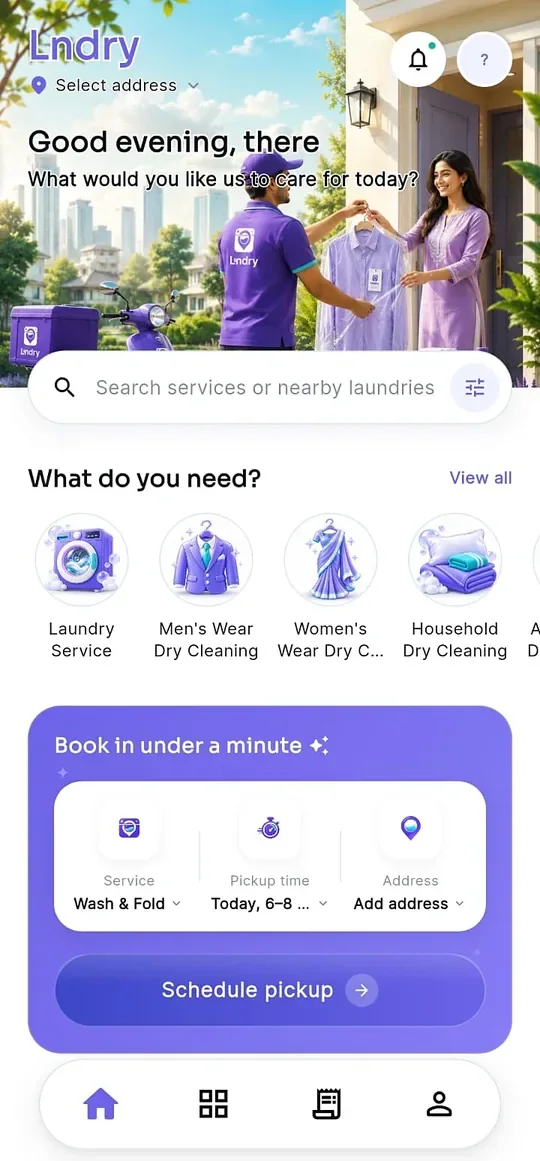 Lndry
?
Select address
Good evening, there
What would you like us to care for today?
Lndry
Lndry
Search services or nearby laundries
What do you need?
View all
Laundry
Service
Men's Wear
Dry Cleaning
Women's
Wear Dry C...
Household
Dry Cleaning
A
D
Book in under a minute
Service
Wash & Fold
Pickup time
Today, 6–8 ...
Address
Add address
Schedule pickup